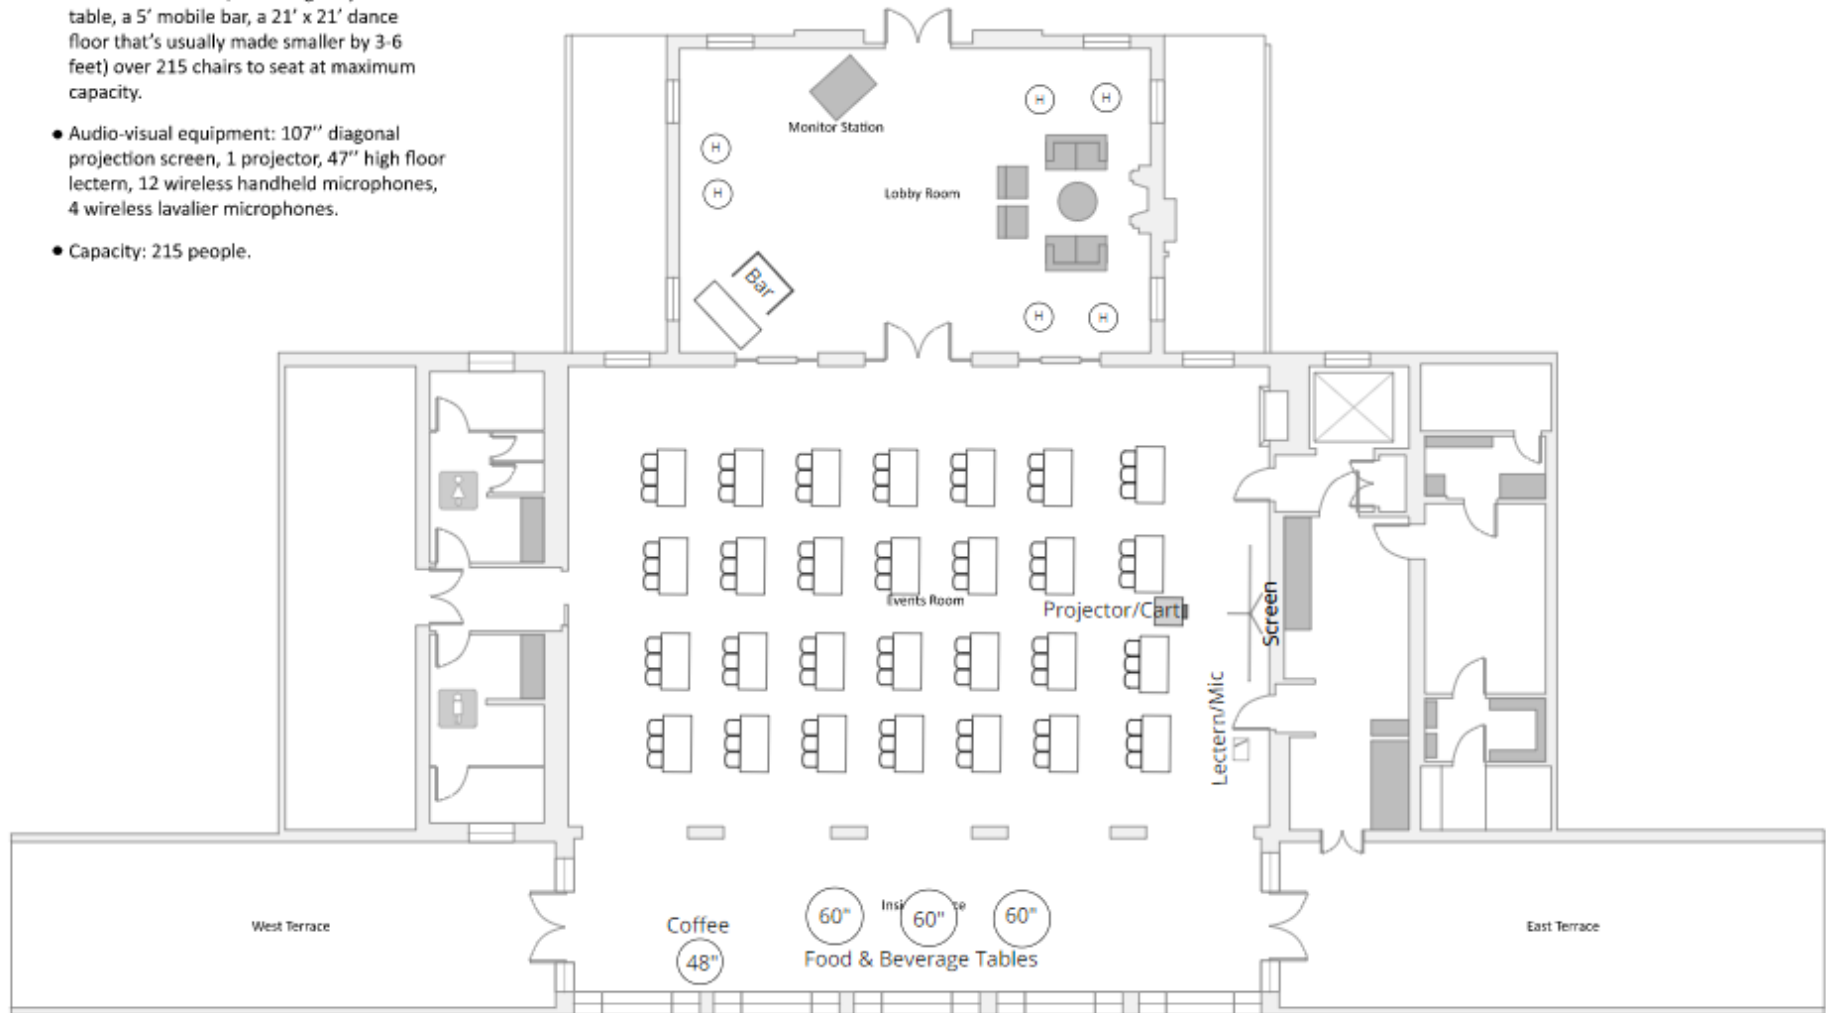 table, a 5’ mobile bar, a 21’ x 21’ dance
floor that’s usually made smaller by 3-6
feet) over 215 chairs to seat at maximum
capacity.
● Audio-visual equipment: 107’’ diagonal
projection screen, 1 projector, 47’’ high floor
lectern, 12 wireless handheld microphones,
4 wireless lavalier microphones.
● Capacity: 215 people.
H
H
Monitor Station
H
H
Lobby Room
Bar
H
H
Events Room
Projector/Cart
Screen
Lectern/Mic
West Terrace
Coffee
48"
60"
60"
60"
Food & Beverage Tables
East Terrace